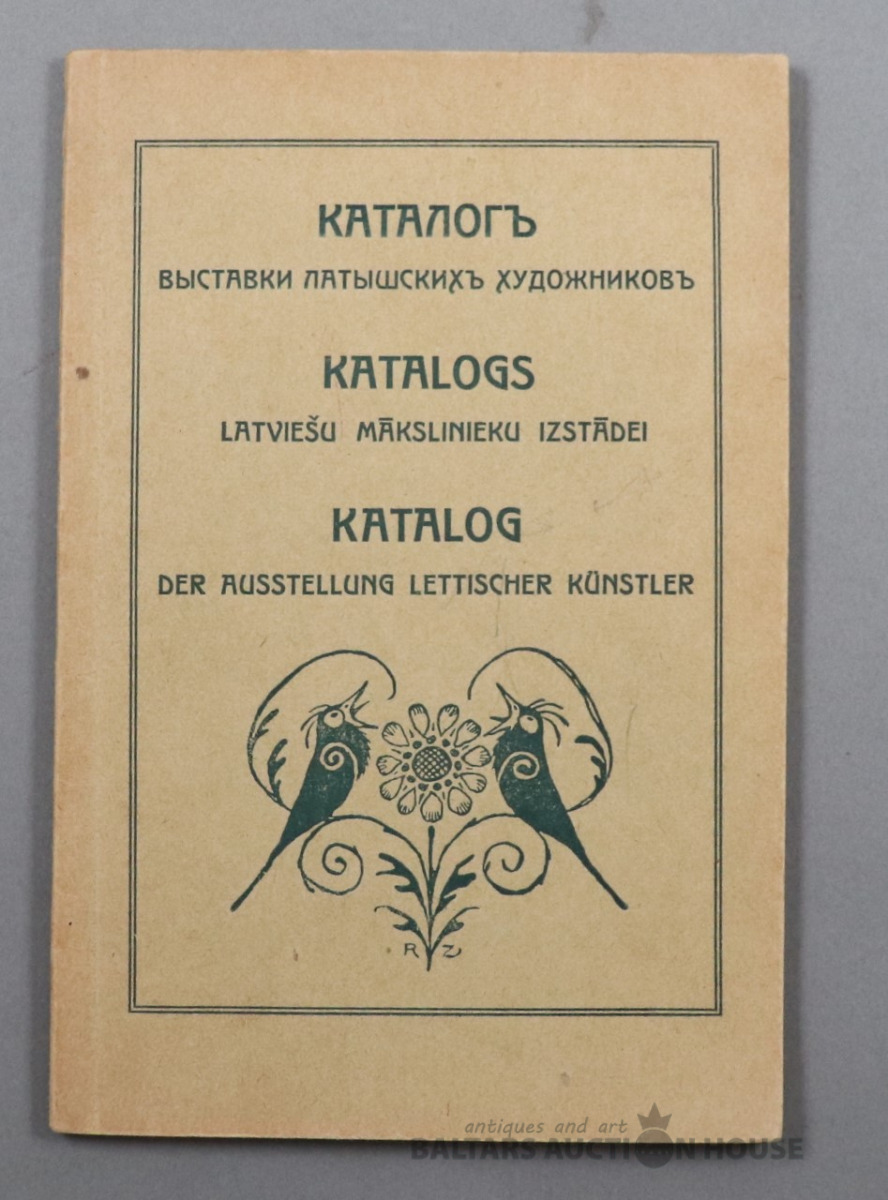 КАТАЛОГЪ
ВЫСТАВКИ ЛАТЫШСКИХЪ ХУДОЖНИКОВЪ
KATALOGS
LATVIEŠU MĀKSLINIEKU IZSTĀDEI
KATALOG
DER AUSSTELLUNG LETTISCHER KÜNSTLER
R Z
antiques and art
BALTARS AUCTION HOUSE